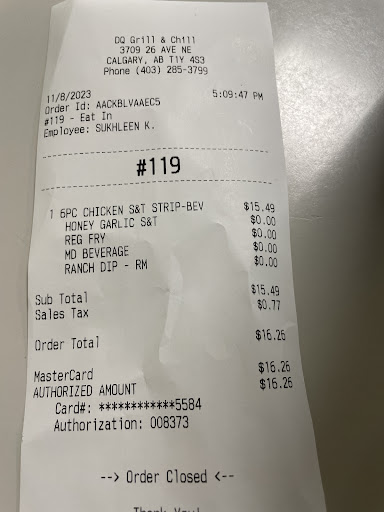 DQ Grill & Chill
3709 26 AVE NE
CALGARY, AB T1Y 4S3
Phone (403) 285-3799
11/8/2023 5:09:47 PM
Order Id: AACKBLVAAEC5
#119 - Eat In
Employee: SUKHLEEN K.
#119
1 6PC CHICKEN S&T STRIP-BEV $15.49
HONEY GARLIC S&T $0.00
REG FRY $0.00
MD BEVERAGE $0.00
RANCH DIP - RM $0.00
Sub Total $15.49
Sales Tax $0.77
Order Total $16.26
MasterCard $16.26
AUTHORIZED AMOUNT $16.26
Card#: ************5584
Authorization: 008373
--> Order Closed <--
Thank You!